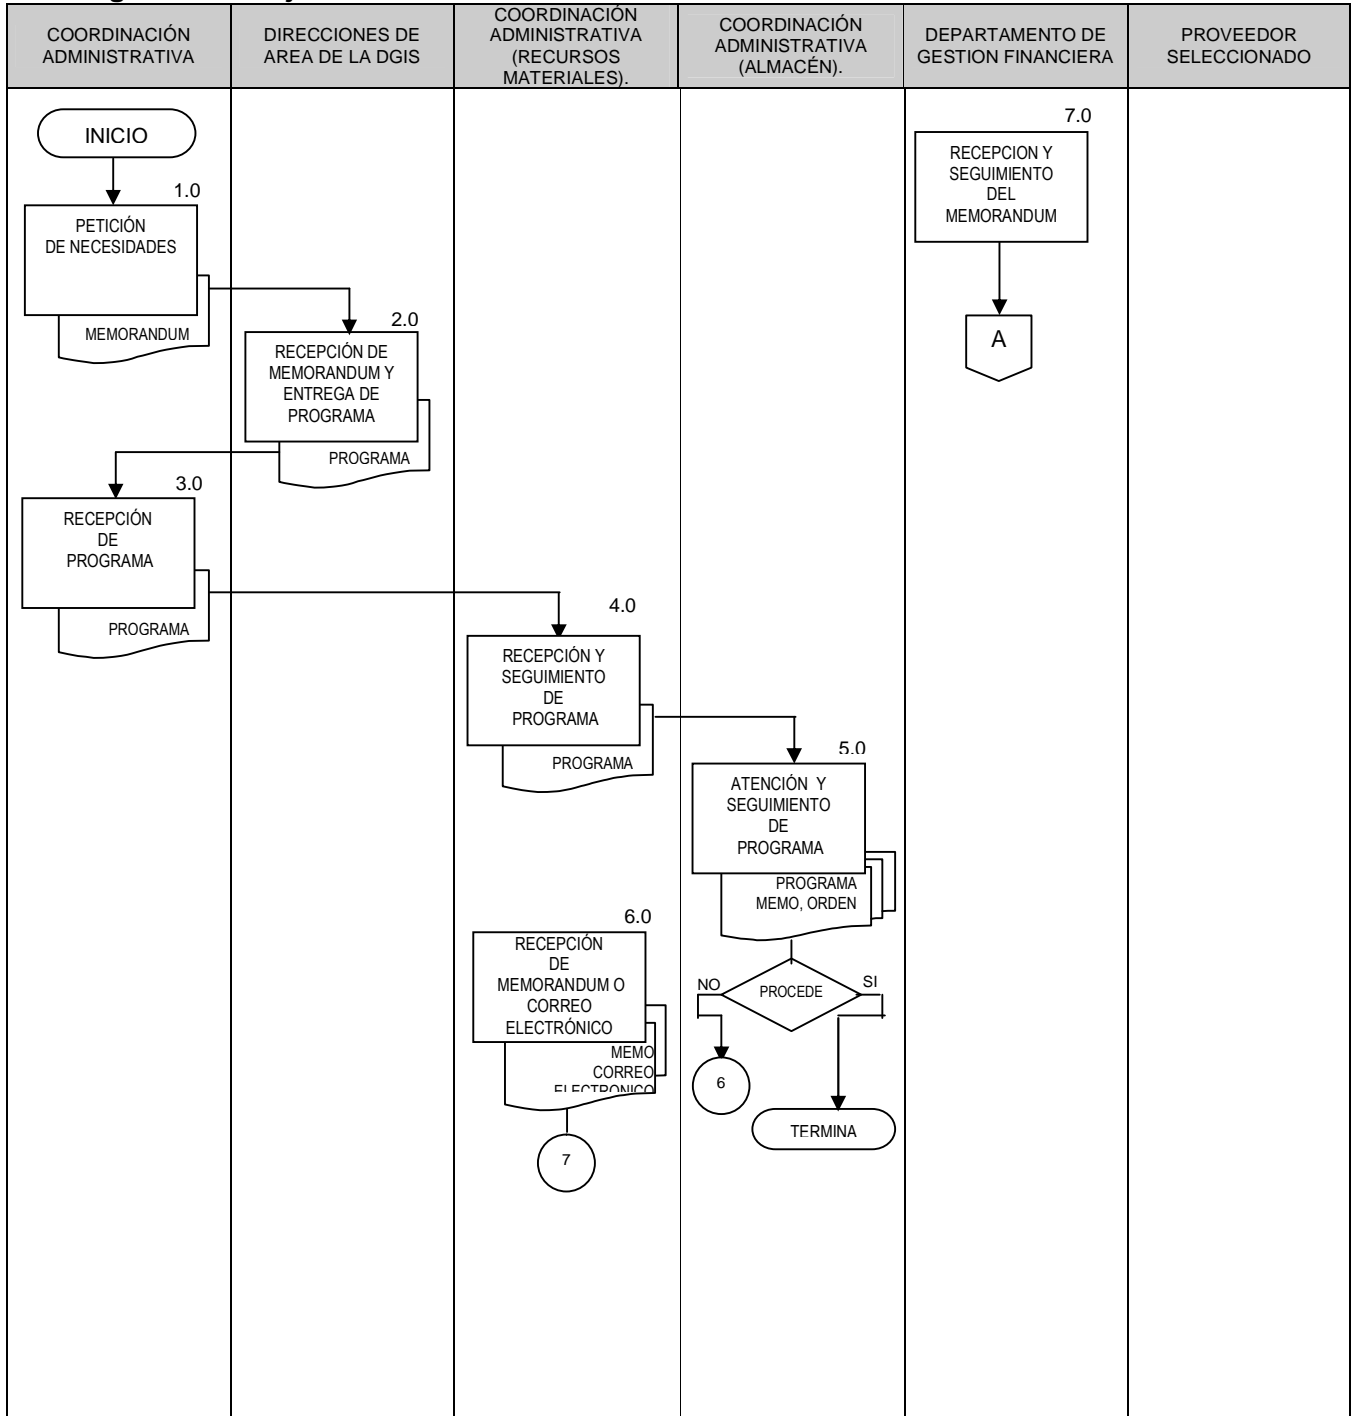 COORDINACIÓN
ADMINISTRATIVA
DIRECCIONES DE
AREA DE LA DGIS
COORDINACIÓN
ADMINISTRATIVA
(RECURSOS
MATERIALES).
COORDINACIÓN
ADMINISTRATIVA
(ALMACÉN).
DEPARTAMENTO DE
GESTION FINANCIERA
PROVEEDOR
SELECCIONADO
INICIO
1.0
PETICIÓN
DE NECESIDADES
MEMORANDUM
2.0
RECEPCIÓN DE
MEMORANDUM Y
ENTREGA DE
PROGRAMA
PROGRAMA
3.0
RECEPCIÓN
DE
PROGRAMA
PROGRAMA
4.0
RECEPCIÓN Y
SEGUIMIENTO
DE
PROGRAMA
PROGRAMA
5.0
ATENCIÓN Y
SEGUIMIENTO
DE
PROGRAMA
PROGRAMA
MEMO, ORDEN
PROCEDE
NO
SI
6
TERMINA
6.0
RECEPCIÓN
DE
MEMORANDUM O
CORREO
ELECTRÓNICO
MEMO
CORREO
ELECTRONICO
7
7.0
RECEPCION Y
SEGUIMIENTO
DEL
MEMORANDUM
A